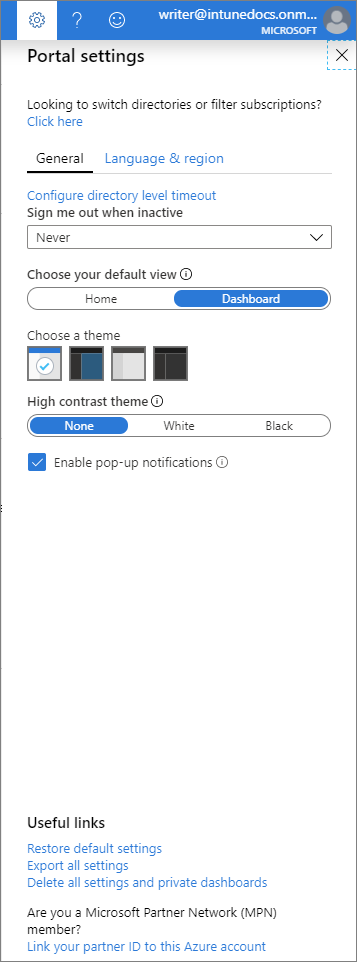 writer@intunedocs.onm...
MICROSOFT
Portal settings
Looking to switch directories or filter subscriptions?
Click here
General Language & region
Configure directory level timeout
Sign me out when inactive
Never
Choose your default view
Home Dashboard
Choose a theme
High contrast theme
None White Black
Enable pop-up notifications
Useful links
Restore default settings
Export all settings
Delete all settings and private dashboards
Are you a Microsoft Partner Network (MPN)
member?
Link your partner ID to this Azure account